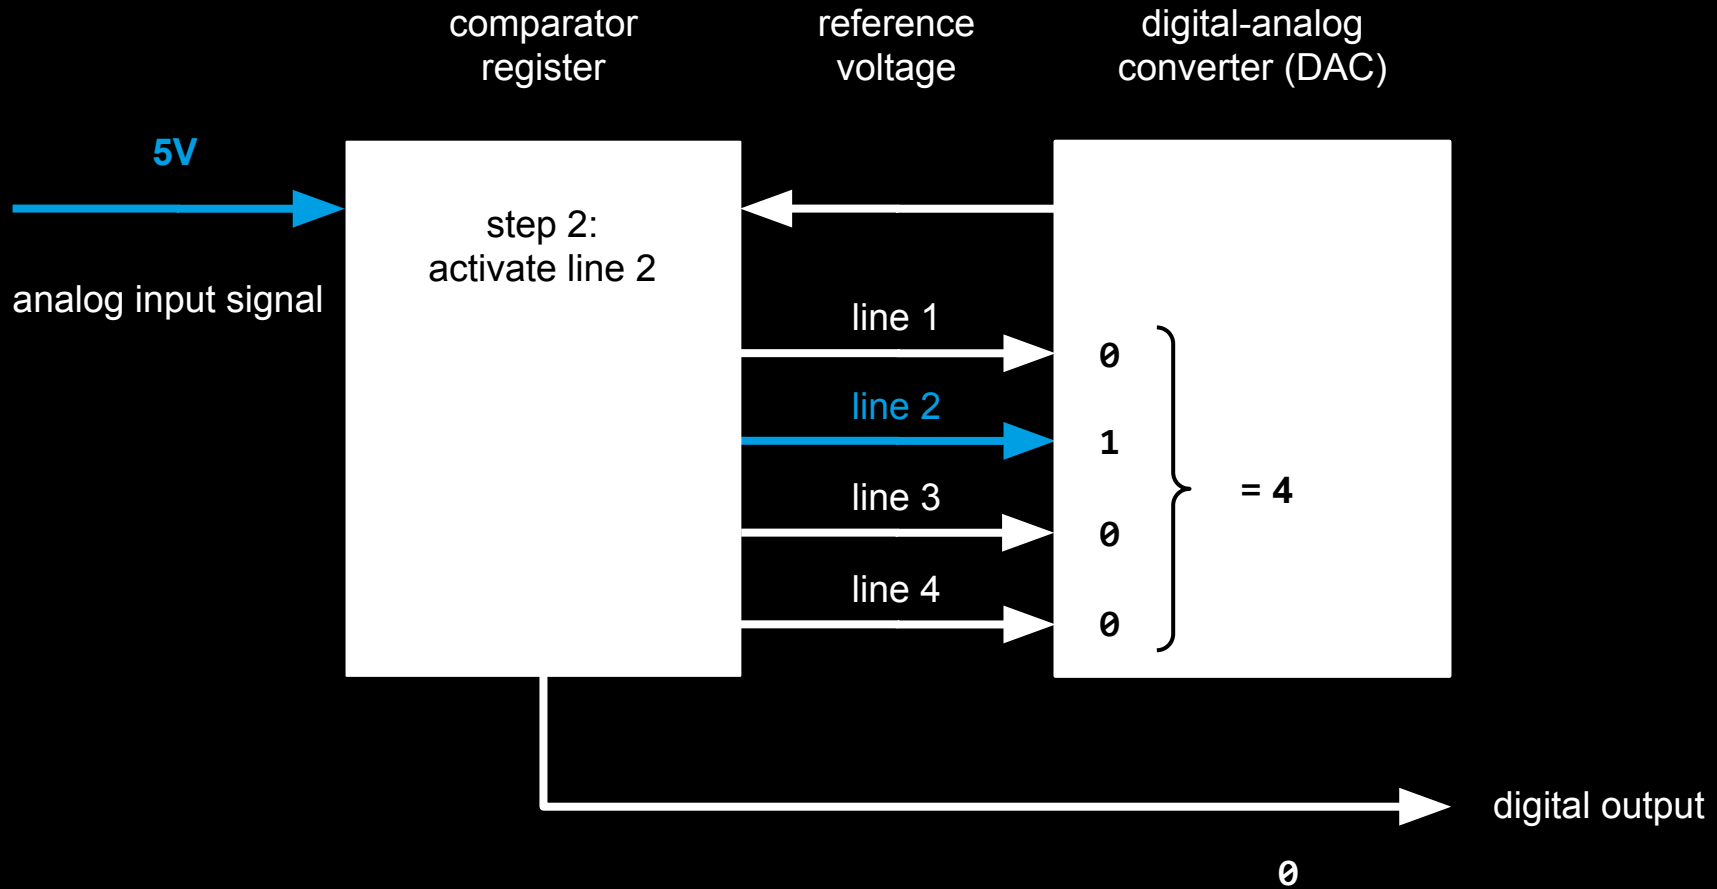 comparator
register
reference
voltage
digital-analog
converter (DAC)
5V
step 2:
activate line 2
analog input signal
line 1
0
line 2
1
= 4
line 3
0
line 4
0
digital output
0